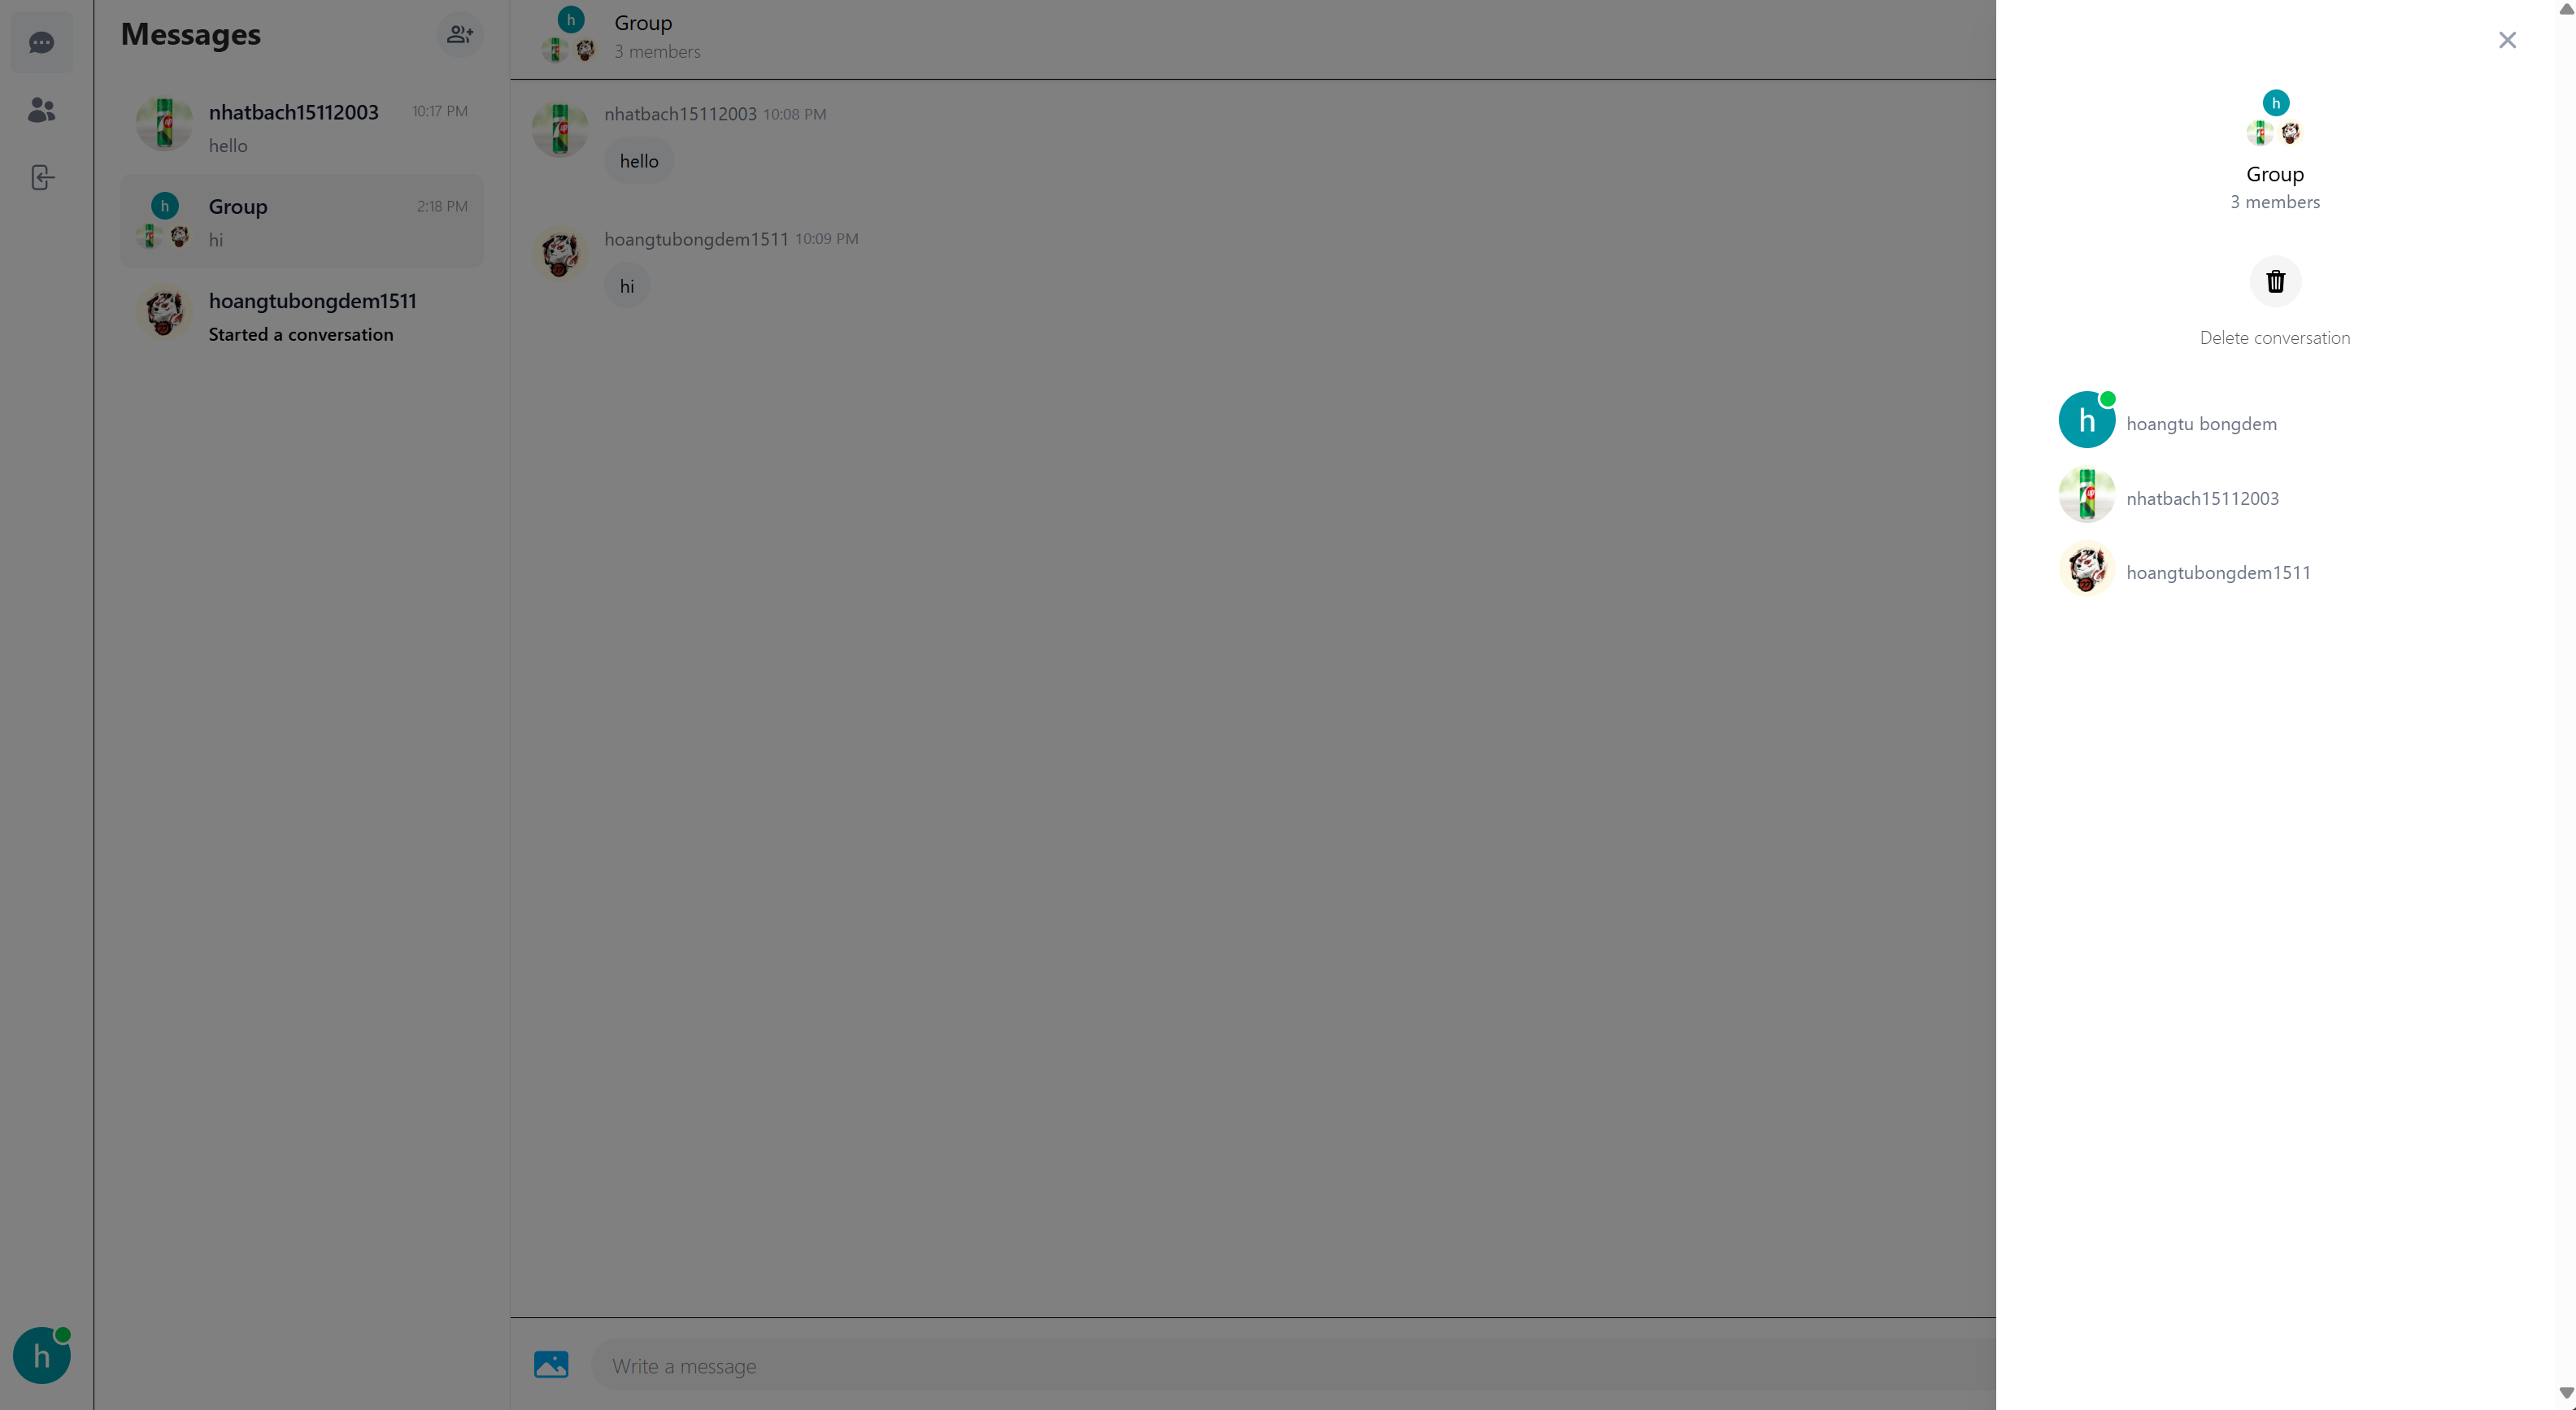 Messages
nhatbach15112003 10:17 PM
hello
h
Group 2:18 PM
hi
hoangtubongdem1511
Started a conversation
h
h
Group
3 members
nhatbach15112003 10:08 PM
hello
hoangtubongdem1511 10:09 PM
hi
Write a message
h
Group
3 members
Delete conversation
h
hoangtu bongdem
nhatbach15112003
hoangtubongdem1511